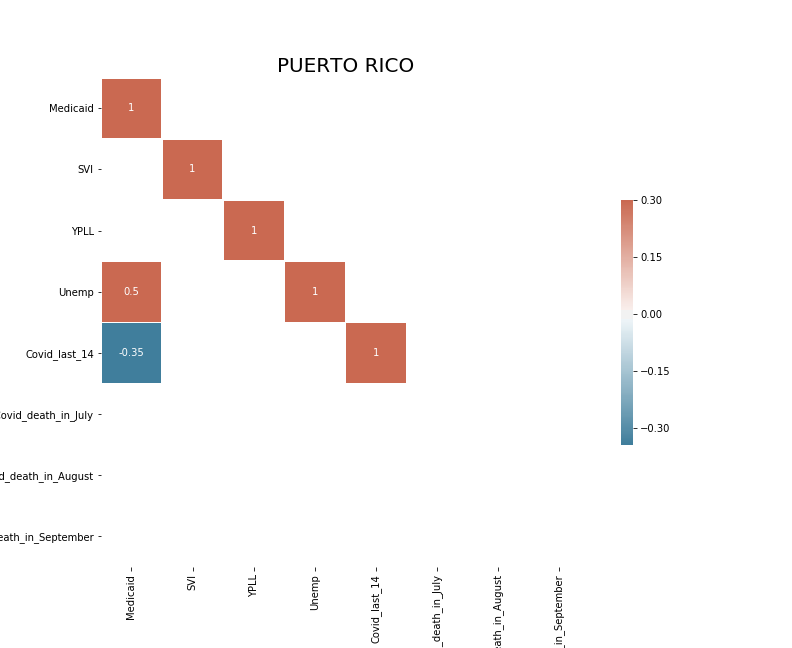 PUERTO RICO
Medicaid
1
SVI
1
YPLL
1
Unemp
0.5
1
Covid_last_14
-0.35
1
ovid_death_in_July
d_death_in_August
eath_in_September
Medicaid
SVI
YPLL
Unemp
Covid_last_14
_death_in_July
ath_in_August
_in_September
0.30
0.15
0.00
−0.15
−0.30